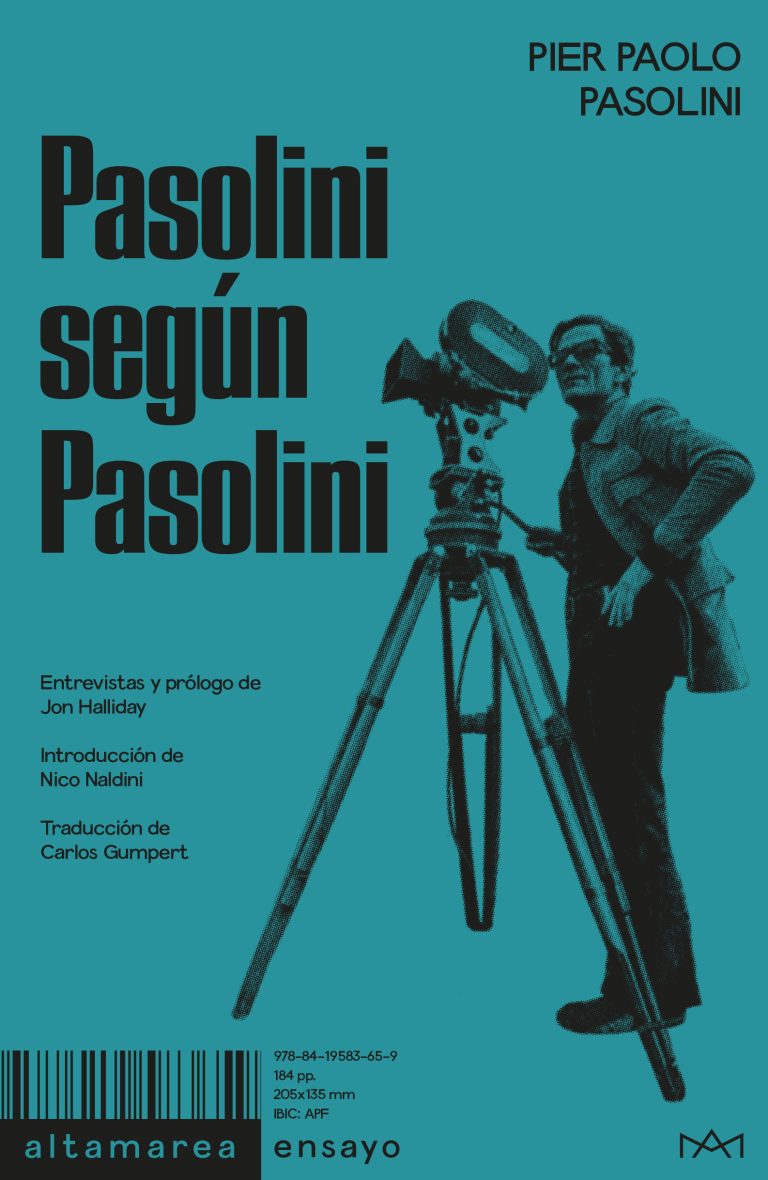 PIER PAOLO
PASOLINI
Pasolini
según
Pasolini
Entrevistas y prólogo de
Jon Halliday
Introducción de
Nico Naldini
Traducción de
Carlos Gumpert
978-84-19583-65-9
184 pp.
205x135 mm
IBIC: APF
altamarea
ensayo